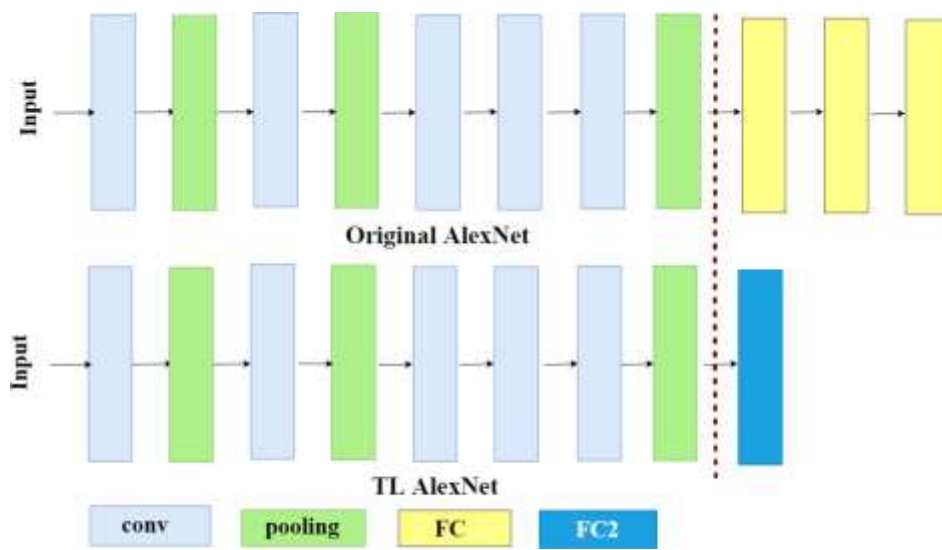 Input
Original AlexNet
Input
TL AlexNet
conv
pooling
FC
FC2